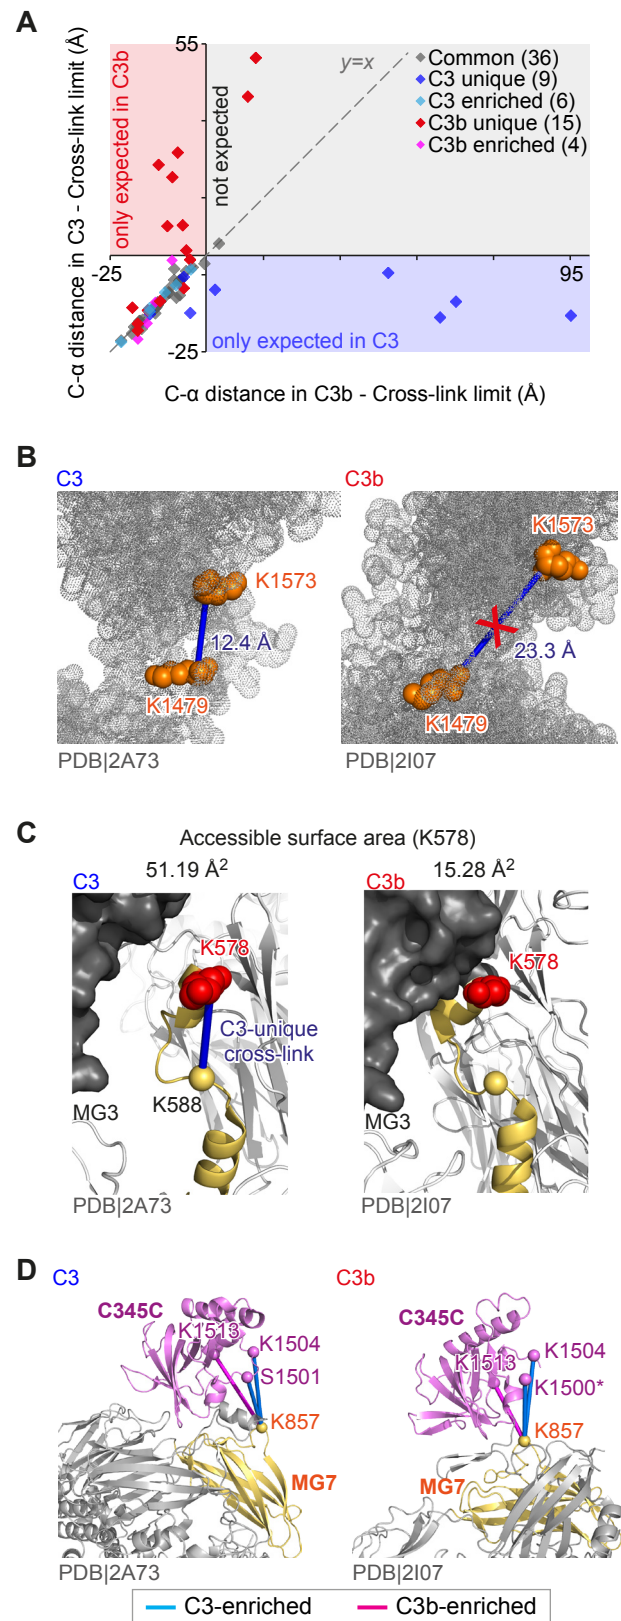 A
C-α distance in C3 - Cross-link limit (Å)
55
only expected in C3b
not expected
y=x
Common (36)
C3 unique (9)
C3 enriched (6)
C3b unique (15)
C3b enriched (4)
-25
95
-25
only expected in C3
C-α distance in C3b - Cross-link limit (Å)
B
C3
C3b
K1573
12.4 Å
K1479
K1573
23.3 Å
K1479
PDB|2A73
PDB|2I07
C
Accessible surface area (K578)
51.19 Å²
15.28 Å²
C3
C3b
K578
C3-unique
cross-link
K588
MG3
K578
MG3
PDB|2A73
PDB|2I07
D
C3
C3b
C345C
K1513
K1504
S1501
K857
MG7
C345C
K1513
K1504
K1500*
K857
MG7
PDB|2A73
PDB|2I07
C3-enriched
C3b-enriched